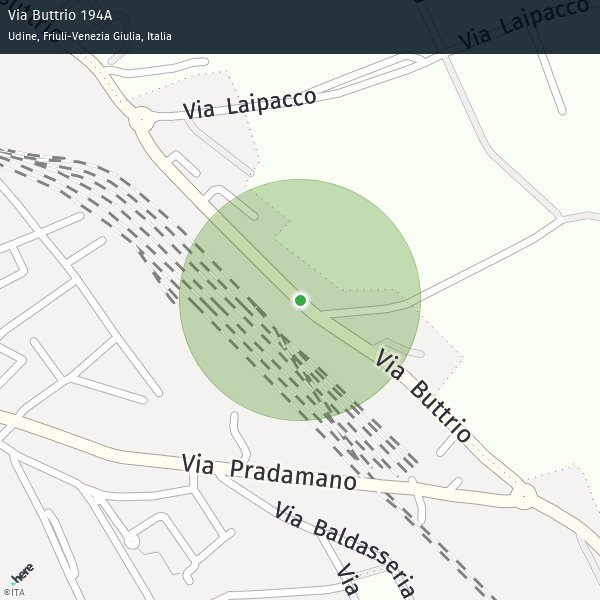 Via Buttrio 194A
Udine, Friuli-Venezia Giulia, Italia
Via Laipacco
Via Laipacco
Via Buttrio
Via Pradamano
Via Baldasseria
Via
here
©ITA